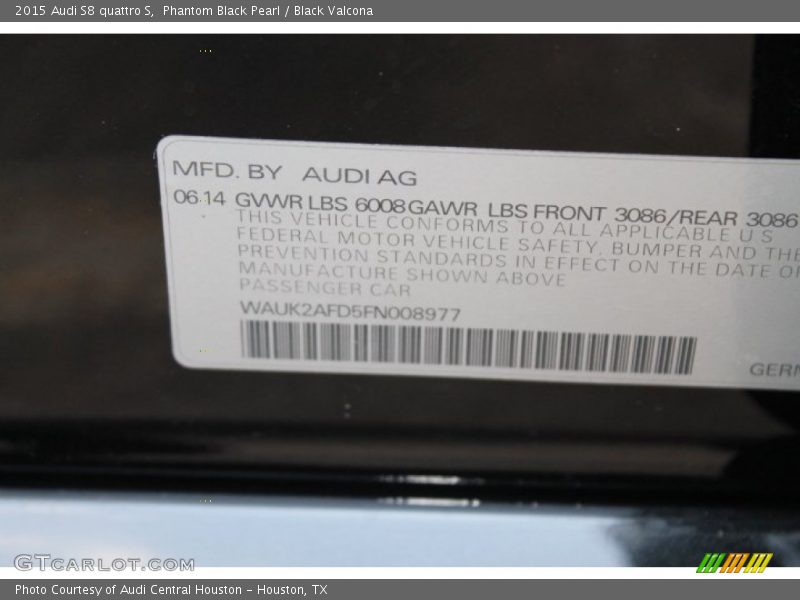 2015 Audi S8 quattro S,  Phantom Black Pearl / Black Valcona
MFD. BY AUDI AG
06.14 GVWR LBS 6008 GAWR LBS FRONT 3086/REAR 3086
THIS VEHICLE CONFORMS TO ALL APPLICABLE U S
FEDERAL MOTOR VEHICLE SAFETY, BUMPER AND THE
PREVENTION STANDARDS IN EFFECT ON THE DATE OF
MANUFACTURE SHOWN ABOVE
PASSENGER CAR
WAUK2AFD5FN008977
GERM
GTCARLOT.COM
Photo Courtesy of Audi Central Houston - Houston, TX